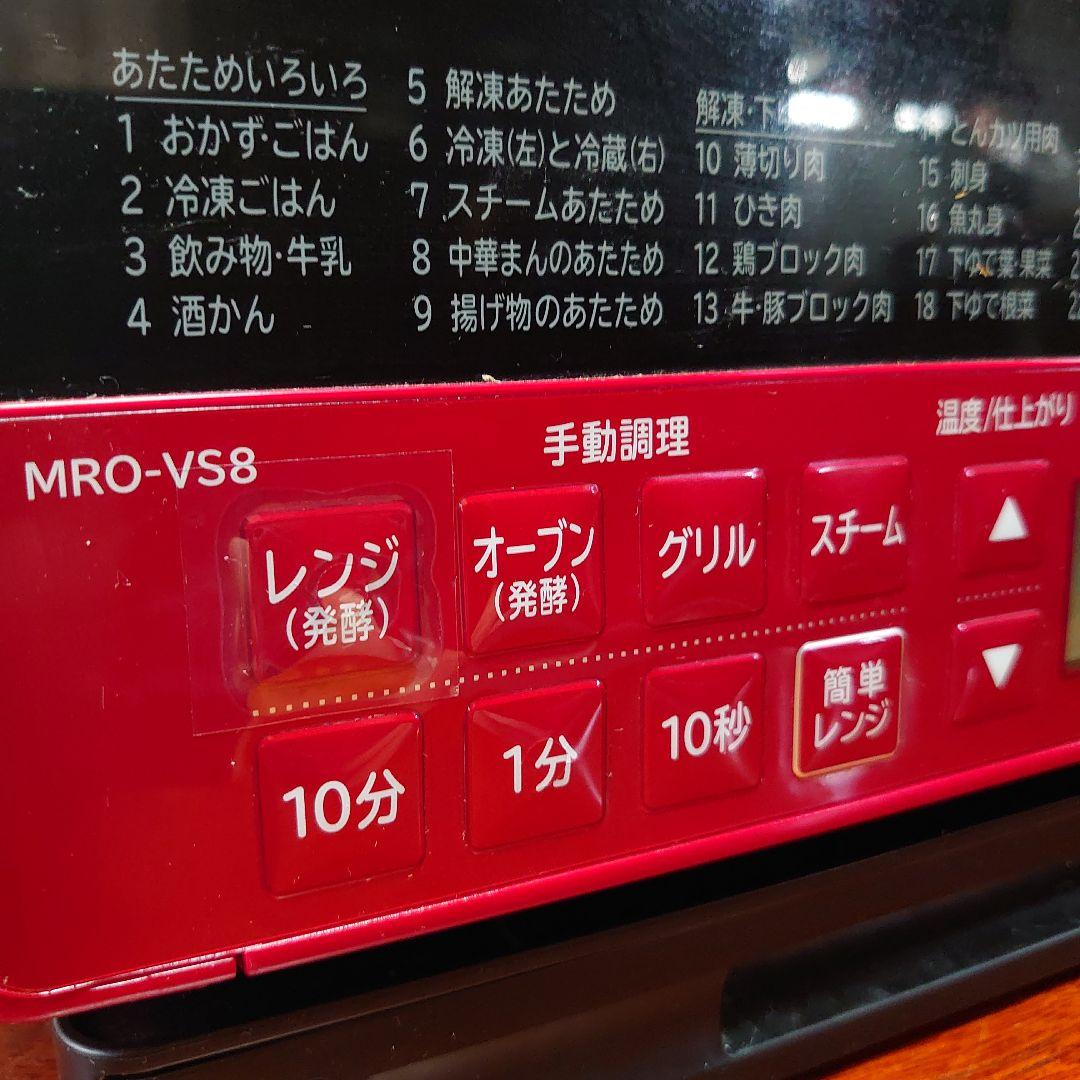 あたためいろいろ
1 おかず・ごはん
2 冷凍ごはん
3 飲み物・牛乳
4 酒かん
5 解凍あたため
6 冷凍(左)と冷蔵(右)
7 スチームあたため
8 中華まんのあたため
9 揚げ物のあたため
解凍・下ゆ
10 薄切り肉
11 ひき肉
12 鶏ブロック肉
13 牛・豚ブロック肉
14 とんカツ用肉
15 刺身
16 魚丸身
17 下ゆで葉・果菜
18 下ゆで根菜
MRO-VS8
手動調理
温度/仕上がり
レンジ
(発酵)
オーブン
(発酵)
グリル
スチーム
▲
10分
1分
10秒
簡単
レンジ
▼